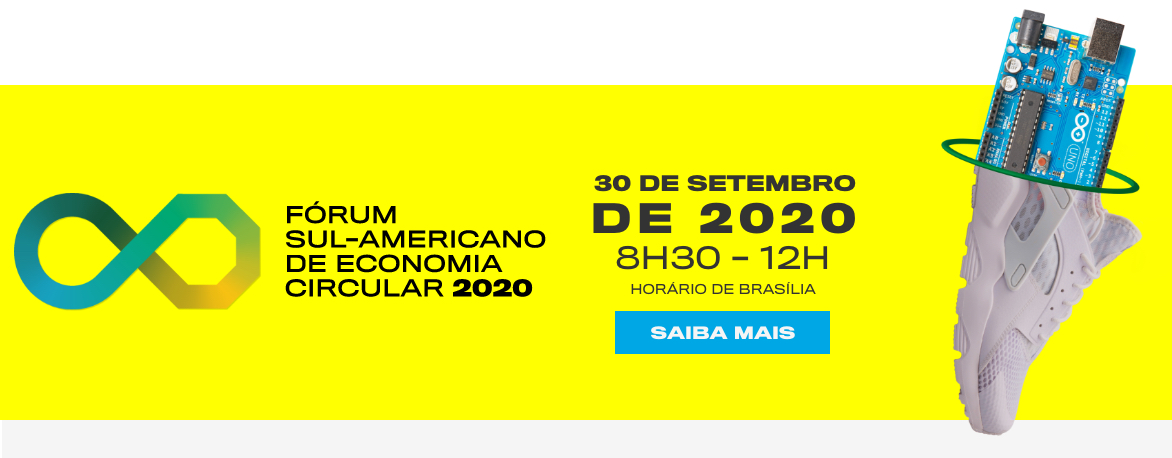 FÓRUM
SUL-AMERICANO
DE ECONOMIA
CIRCULAR 2020
30 DE SETEMBRO
DE 2020
8H30 - 12H
HORÁRIO DE BRASÍLIA
SAIBA MAIS
UNO